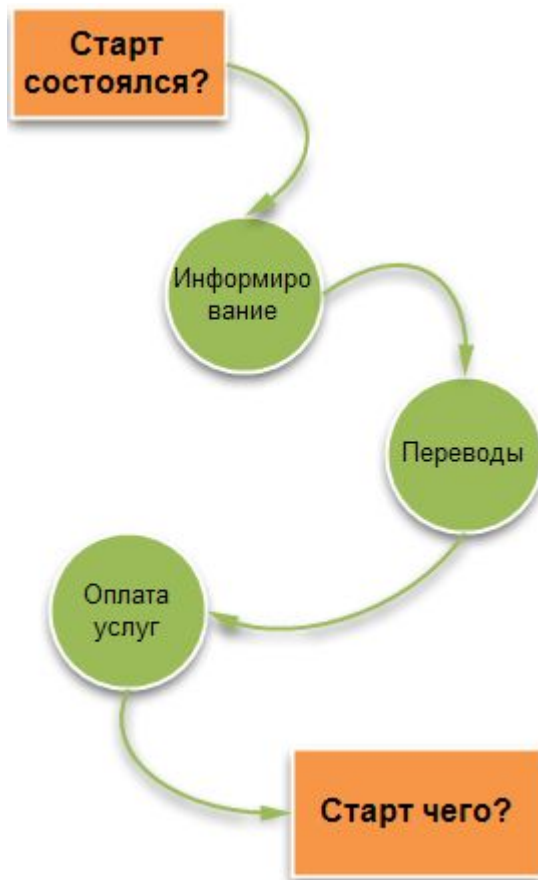 Старт
состоялся?
Информиро
вание
Переводы
Оплата
услуг
Старт чего?